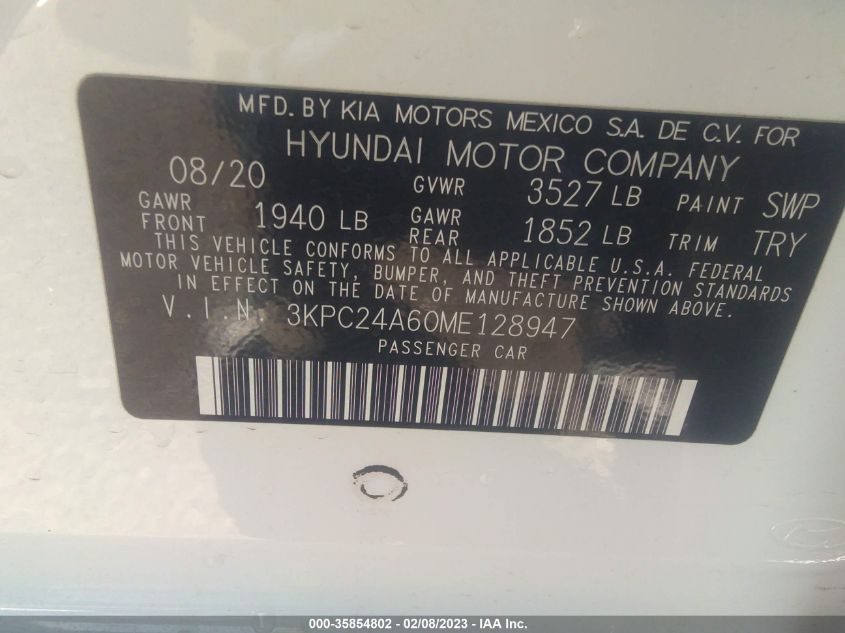 MFD. BY KIA MOTORS MEXICO S.A. DE C.V. FOR
HYUNDAI MOTOR COMPANY
08/20 GVWR 3527 LB PAINT SWP
GAWR FRONT 1940 LB GAWR REAR 1852 LB TRIM TRY
THIS VEHICLE CONFORMS TO ALL APPLICABLE U.S.A. FEDERAL
MOTOR VEHICLE SAFETY, BUMPER, AND THEFT PREVENTION STANDARDS
IN EFFECT ON THE DATE OF MANUFACTURE SHOWN ABOVE.
V.I.N. 3KPC24A60ME128947
PASSENGER CAR
000-35854802 - 02/08/2023 - IAA Inc.